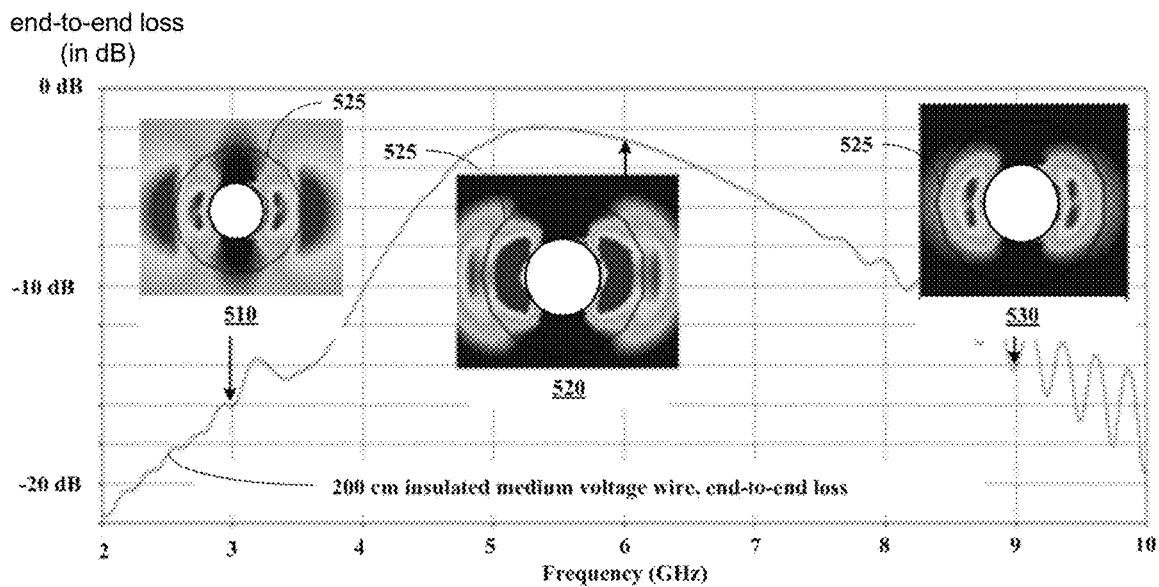 end-to-end loss
(in dB)
0 dB
525
525
525
-10 dB
510
530
520
-20 dB
200 cm insulated medium voltage wire, end-to-end loss
2 3 4 5 6 7 8 9 10
Frequency (GHz)